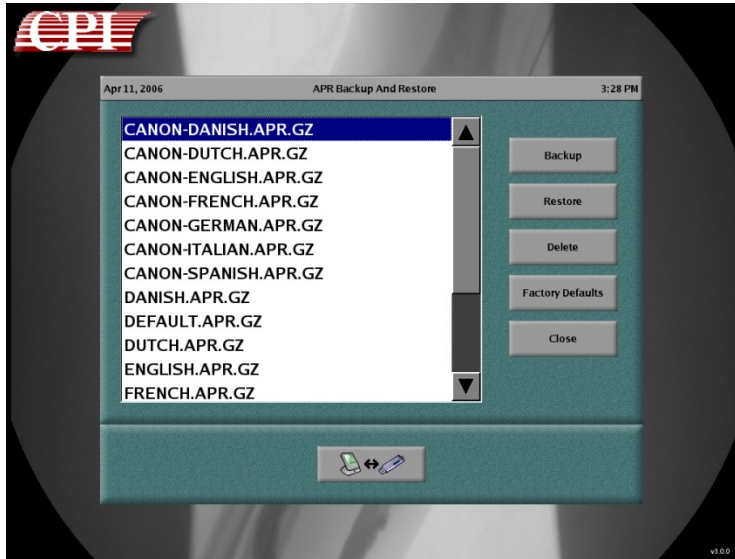 CPI
Apr 11, 2006 APR Backup And Restore 3:28 PM
CANON-DANISH.APR.GZ
CANON-DUTCH.APR.GZ
CANON-ENGLISH.APR.GZ
CANON-FRENCH.APR.GZ
CANON-GERMAN.APR.GZ
CANON-ITALIAN.APR.GZ
CANON-SPANISH.APR.GZ
DANISH.APR.GZ
DEFAULT.APR.GZ
DUTCH.APR.GZ
ENGLISH.APR.GZ
FRENCH.APR.GZ
Backup
Restore
Delete
Factory Defaults
Close
v3.0.0